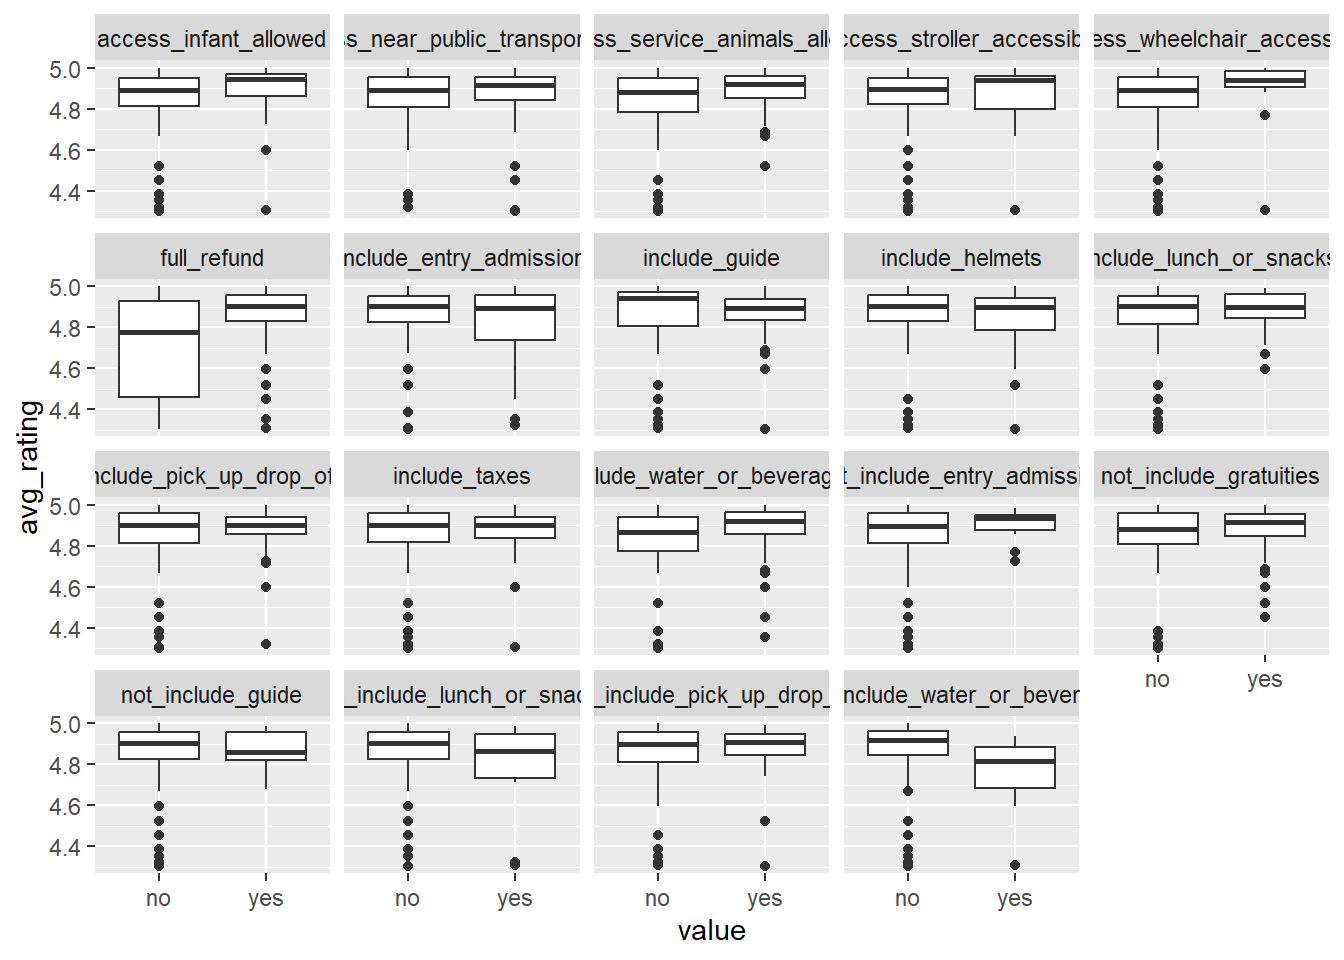 access_infant_allowed
ss_near_public_transpor
ss_service_animals_all
ccess_stroller_accessib
ess_wheelchair_access
5.0
4.8
4.6
4.4
full_refund
nclude_entry_admission
include_guide
include_helmets
nclude_lunch_or_snacks
5.0
4.8
4.6
4.4
avg_rating
nclude_pick_up_drop_of
include_taxes
lude_water_or_beverag
t_include_entry_admissi
not_include_gratuities
5.0
4.8
4.6
4.4
no yes
not_include_guide
_include_lunch_or_snac
_include_pick_up_drop_
nclude_water_or_bever
5.0
4.8
4.6
4.4
no yes no yes no yes no yes
value